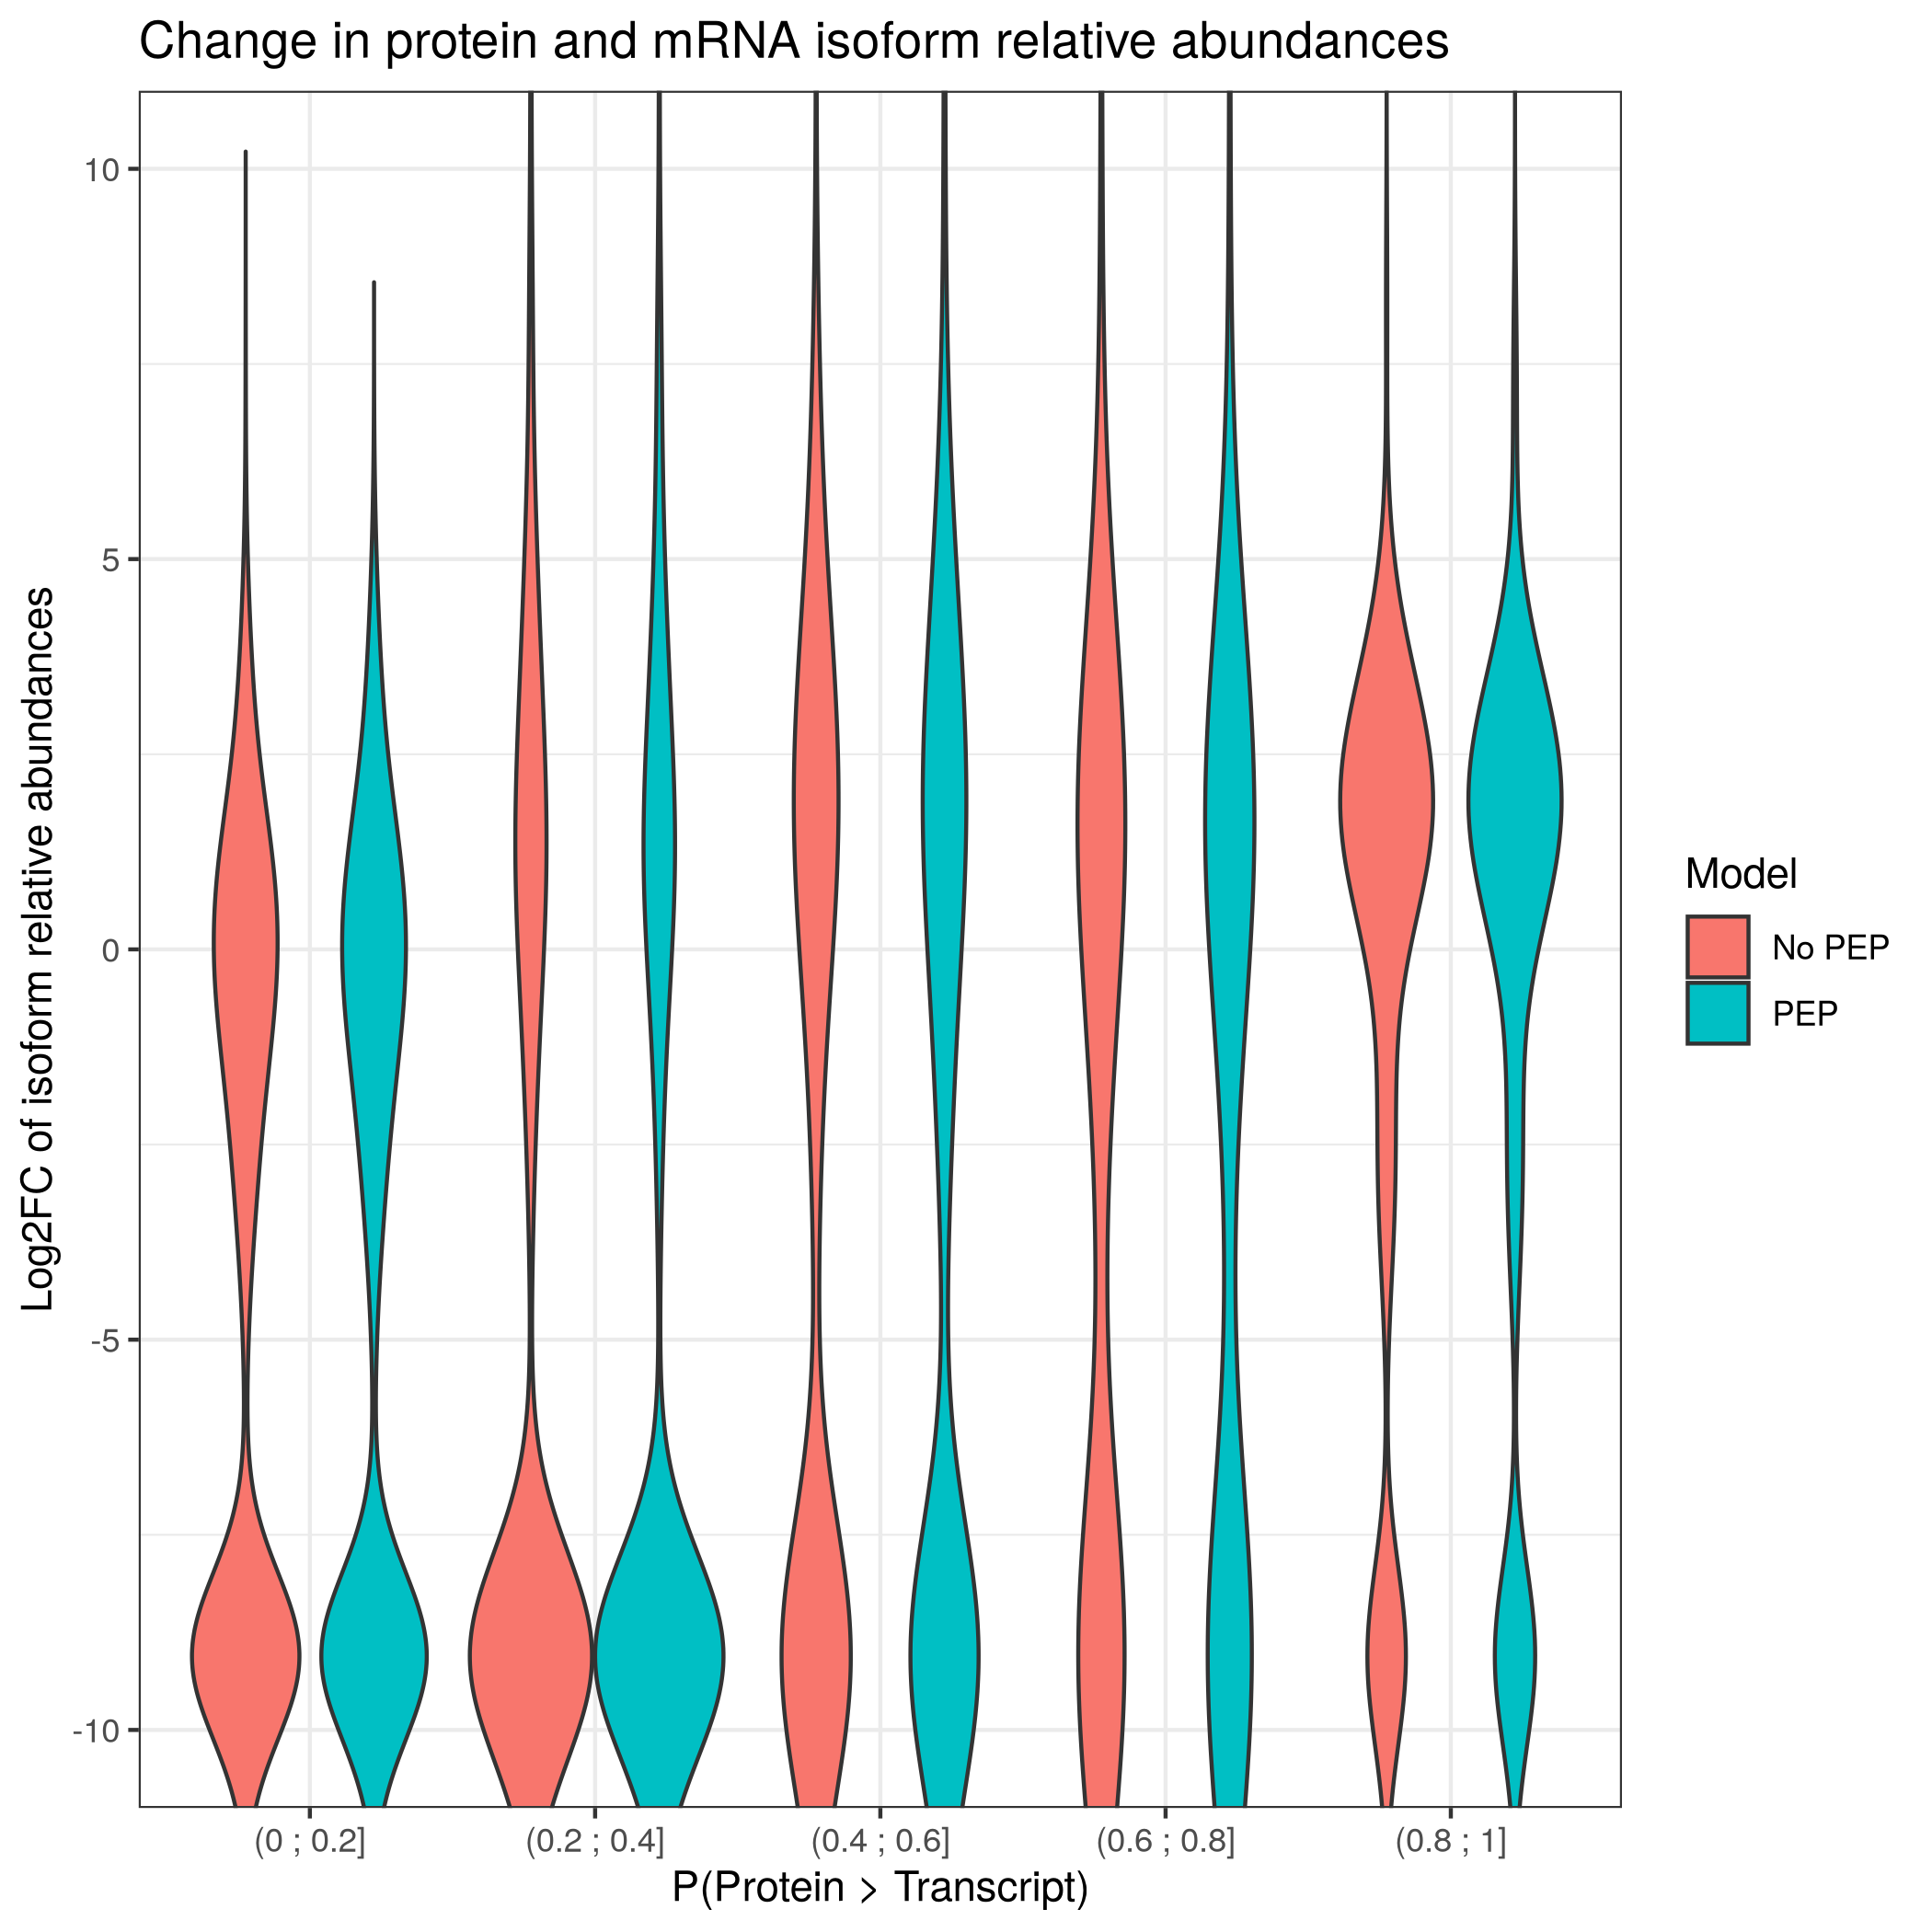 Change in protein and mRNA isoform relative abundances
Log2FC of isoform relative abundances
10
5
0
-5
-10
(0 ; 0.2]
(0.2 ; 0.4]
(0.4 ; 0.6]
(0.6 ; 0.8]
(0.8 ; 1]
P(Protein > Transcript)
Model
No PEP
PEP